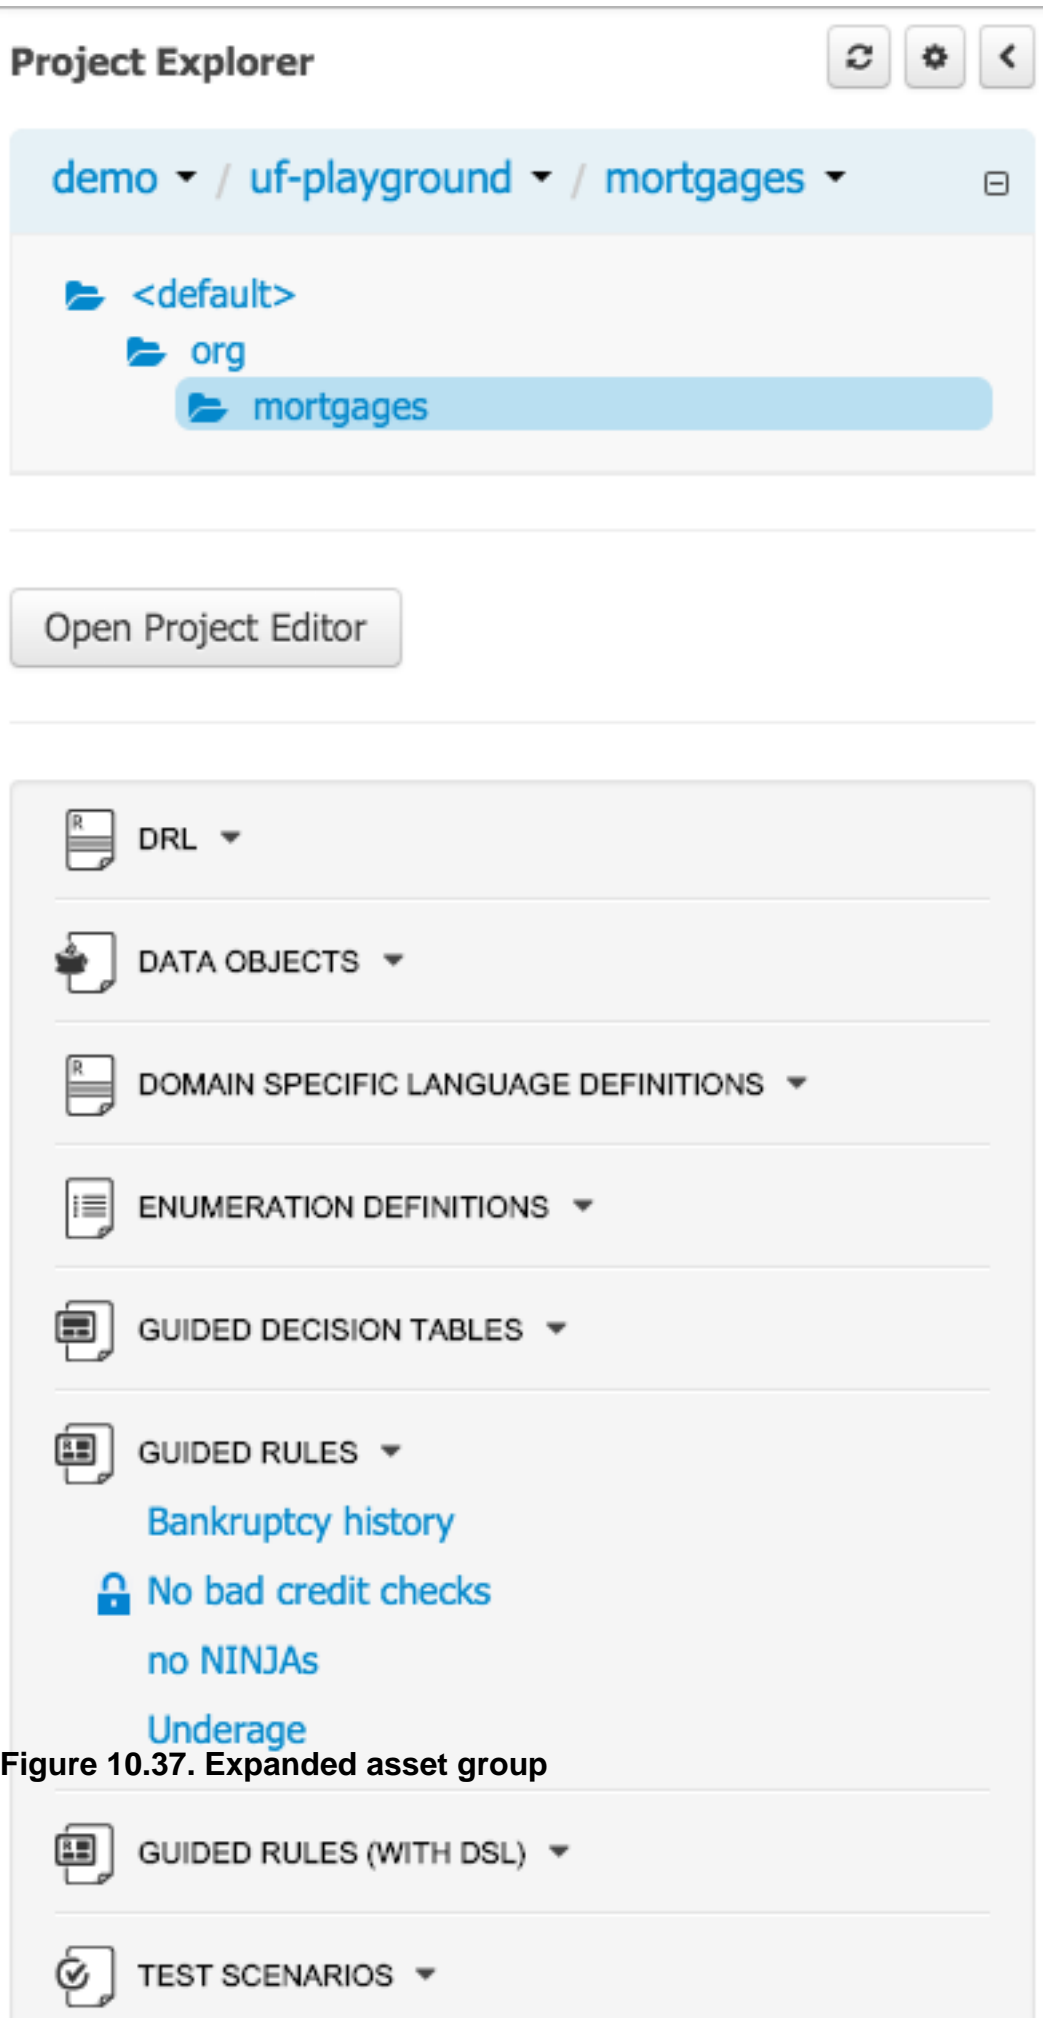 Project Explorer
demo / uf-playground / mortgages
<default>
org
mortgages
Open Project Editor
DRL
DATA OBJECTS
DOMAIN SPECIFIC LANGUAGE DEFINITIONS
ENUMERATION DEFINITIONS
GUIDED DECISION TABLES
GUIDED RULES
Bankruptcy history
No bad credit checks
no NINJAs
Underage
Figure 10.37. Expanded asset group
GUIDED RULES (WITH DSL)
TEST SCENARIOS